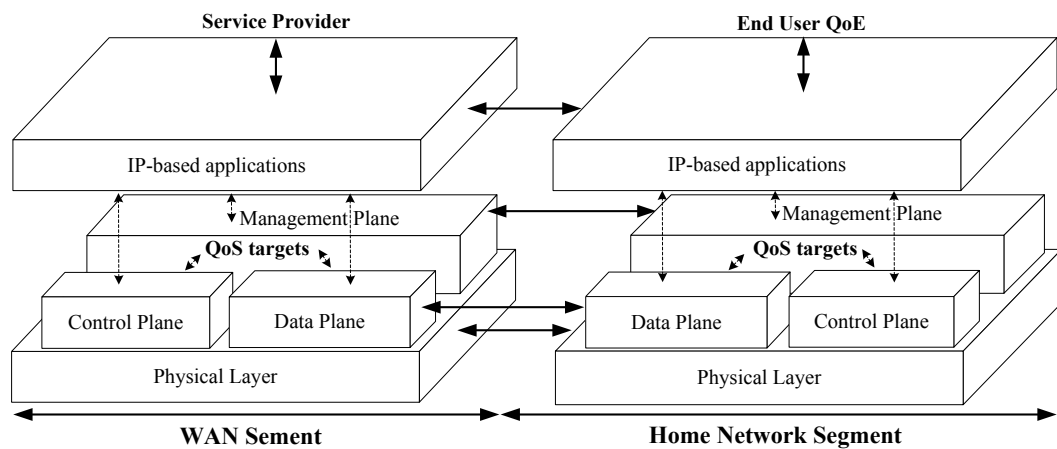 Service Provider
End User QoE
IP-based applications
IP-based applications
Management Plane
Management Plane
QoS targets
QoS targets
Control Plane
Data Plane
Data Plane
Control Plane
Physical Layer
Physical Layer
WAN Sement
Home Network Segment